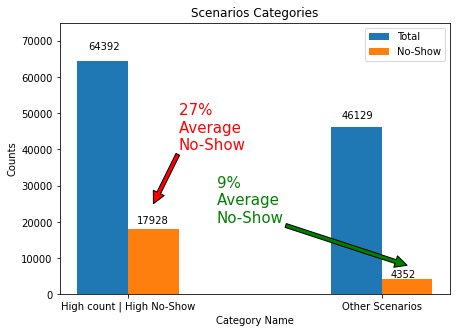 Scenarios Categories
Total
No-Show
70000
60000
50000
40000
30000
20000
10000
0
Counts
64392
17928
46129
4352
27%
Average
No-Show
9%
Average
No-Show
High count | High No-Show
Other Scenarios
Category Name